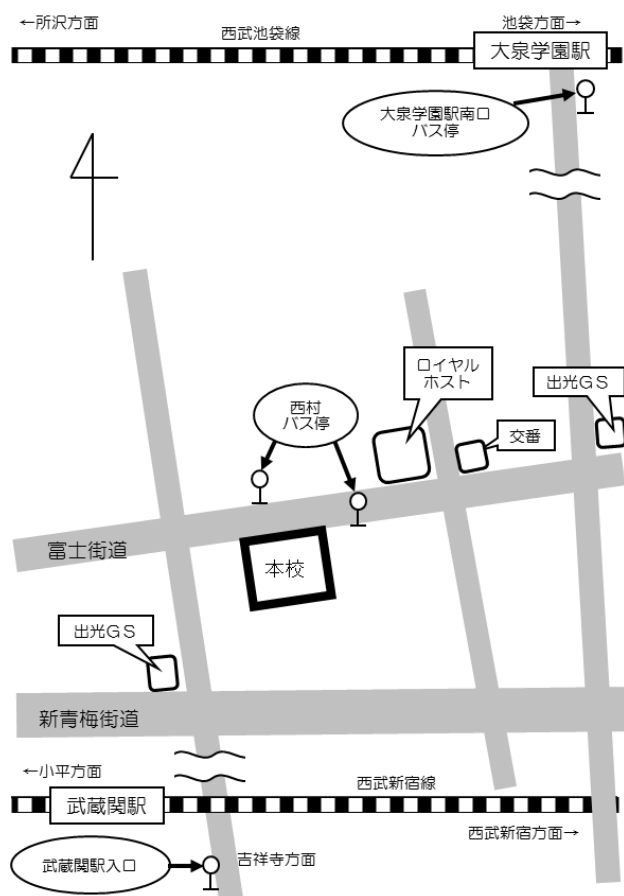 ←所沢方面
西武池袋線
池袋方面→
大泉学園駅
大泉学園駅南口
バス停
ロイヤル
ホスト
出光GS
西村
バス停
交番
富士街道
本校
出光GS
新青梅街道
←小平方面
西武新宿線
武蔵関駅
西武新宿方面→
武蔵関駅入口
吉祥寺方面